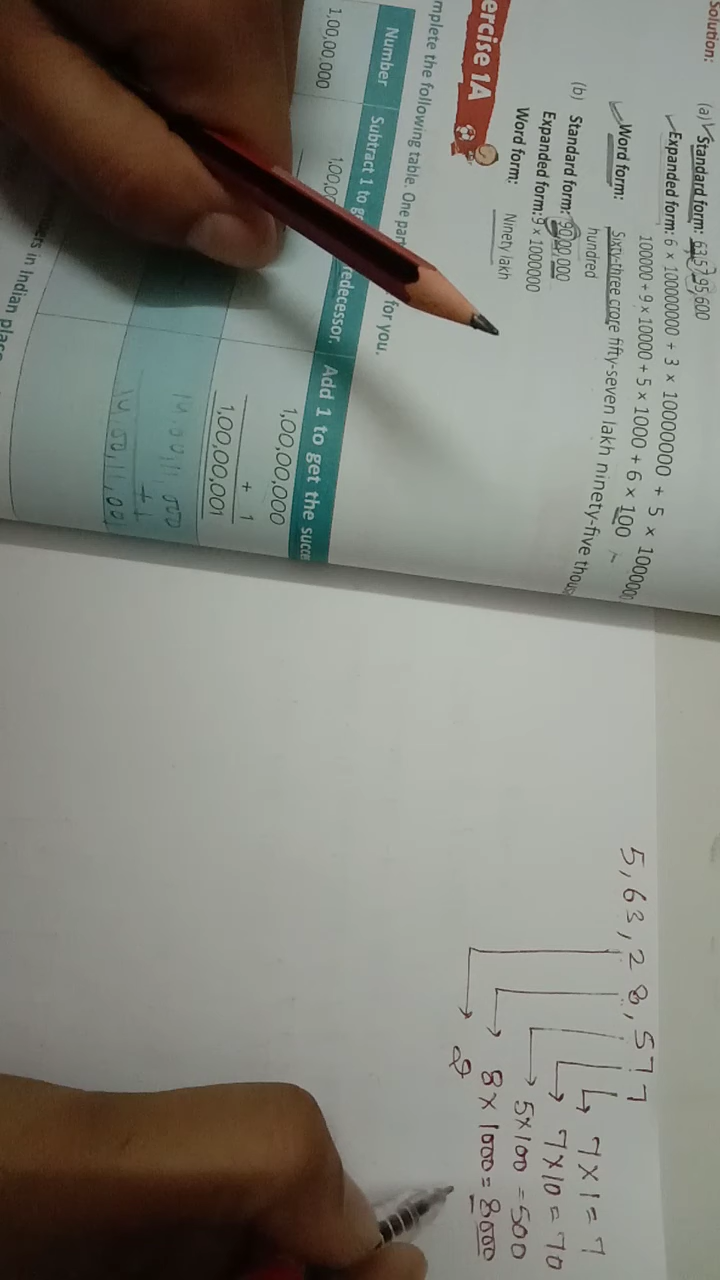 Solution:
(a) Standard form: 63,57,95,600
Expanded form: 6 × 100000000 + 3 × 10000000 + 5 × 1000000
100000 + 9 × 10000 + 5 × 1000 + 6 × 100
Word form: Sixty-three crore fifty-seven lakh ninety-five thous
hundred
(b) Standard form: 90,00,000
Expanded form: 9 × 1000000
Word form: Ninety lakh
ercise 1A
mplete the following table. One par for you.
Number Subtract 1 to g redecessor. Add 1 to get the succe
1,00,00,000 1,00,0 1,00,00,000
+ 1
1,00,00,001
+1
in Indian place
5,63,28,577
7×1=7
7×10=70
5×100=500
8×1000=8000
2